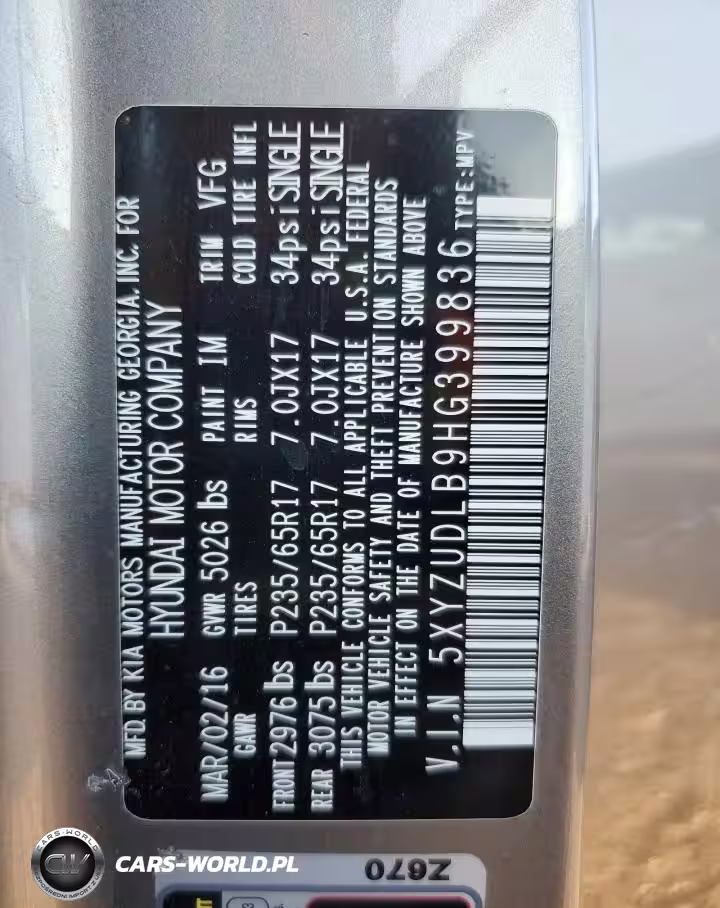 MFD. BY KIA MOTORS MANUFACTURING GEORGIA, INC. FOR
HYUNDAI MOTOR COMPANY
MAR/02/16 GVWR 5026 lbs PAINT IM TRIM VFG
GAWR TIRES RIMS COLD TIRE INFL
FRONT 2976 lbs P235/65R17 7.0JX17 34psi SINGLE
REAR 3075 lbs P235/65R17 7.0JX17 34psi SINGLE
THIS VEHICLE CONFORMS TO ALL APPLICABLE U.S.A. FEDERAL
MOTOR VEHICLE SAFETY AND THEFT PREVENTION STANDARDS
IN EFFECT ON THE DATE OF MANUFACTURE SHOWN ABOVE
V.I.N 5XYZUDLB9HG399836 TYPE:MPV
Z670
CARS-WORLD
CW
CARS-WORLD.PL